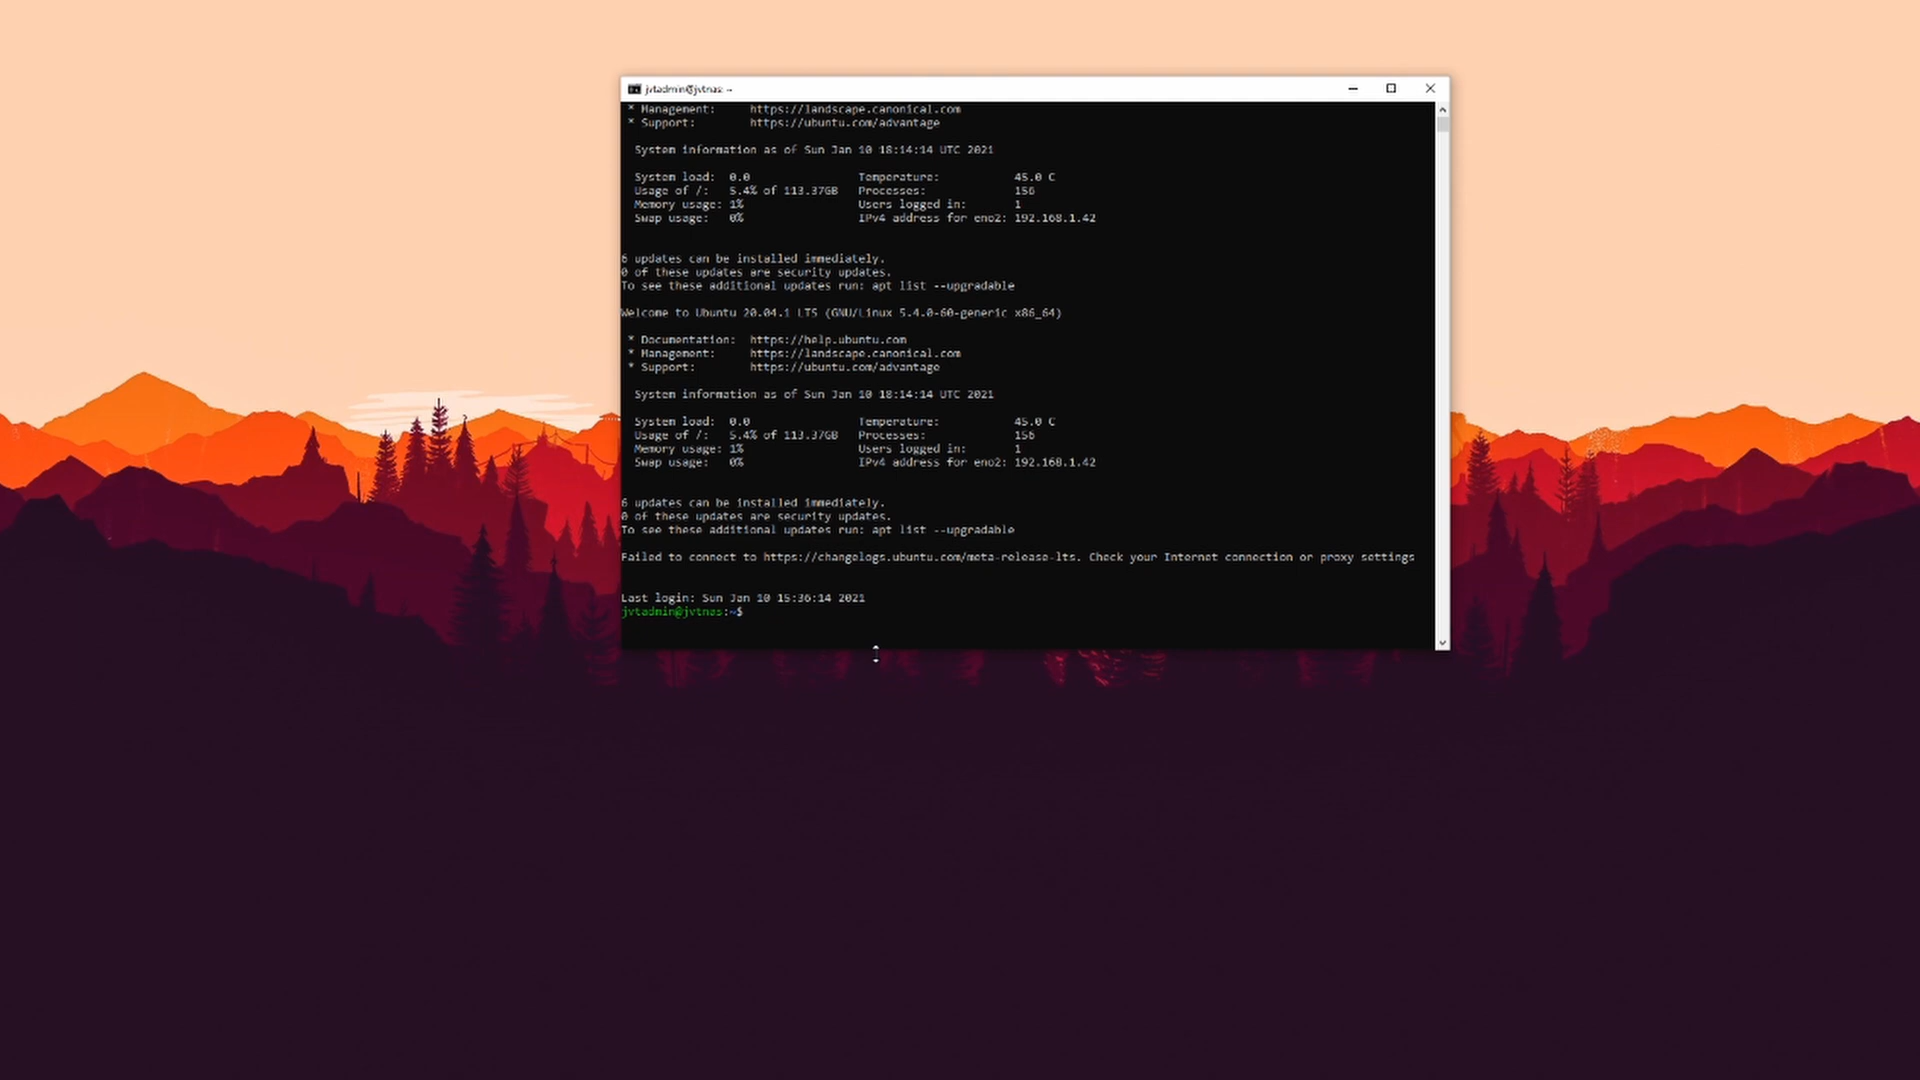 jvtadmin@jvtnas: ~
* Management: https://landscape.canonical.com
* Support: https://ubuntu.com/advantage
System information as of Sun Jan 10 18:14:14 UTC 2021
System load: 0.0 Temperature: 45.0 C
Usage of /: 5.4% of 113.37GB Processes: 156
Memory usage: 1% Users logged in: 1
Swap usage: 0% IPv4 address for eno2: 192.168.1.42
6 updates can be installed immediately.
0 of these updates are security updates.
To see these additional updates run: apt list --upgradable
Welcome to Ubuntu 20.04.1 LTS (GNU/Linux 5.4.0-60-generic x86_64)
* Documentation: https://help.ubuntu.com
* Management: https://landscape.canonical.com
* Support: https://ubuntu.com/advantage
System information as of Sun Jan 10 18:14:14 UTC 2021
System load: 0.0 Temperature: 45.0 C
Usage of /: 5.4% of 113.37GB Processes: 156
Memory usage: 1% Users logged in: 1
Swap usage: 0% IPv4 address for eno2: 192.168.1.42
6 updates can be installed immediately.
0 of these updates are security updates.
To see these additional updates run: apt list --upgradable
Failed to connect to https://changelogs.ubuntu.com/meta-release-lts. Check your Internet connection or proxy settings
Last login: Sun Jan 10 15:36:14 2021
jvtadmin@jvtnas:~$